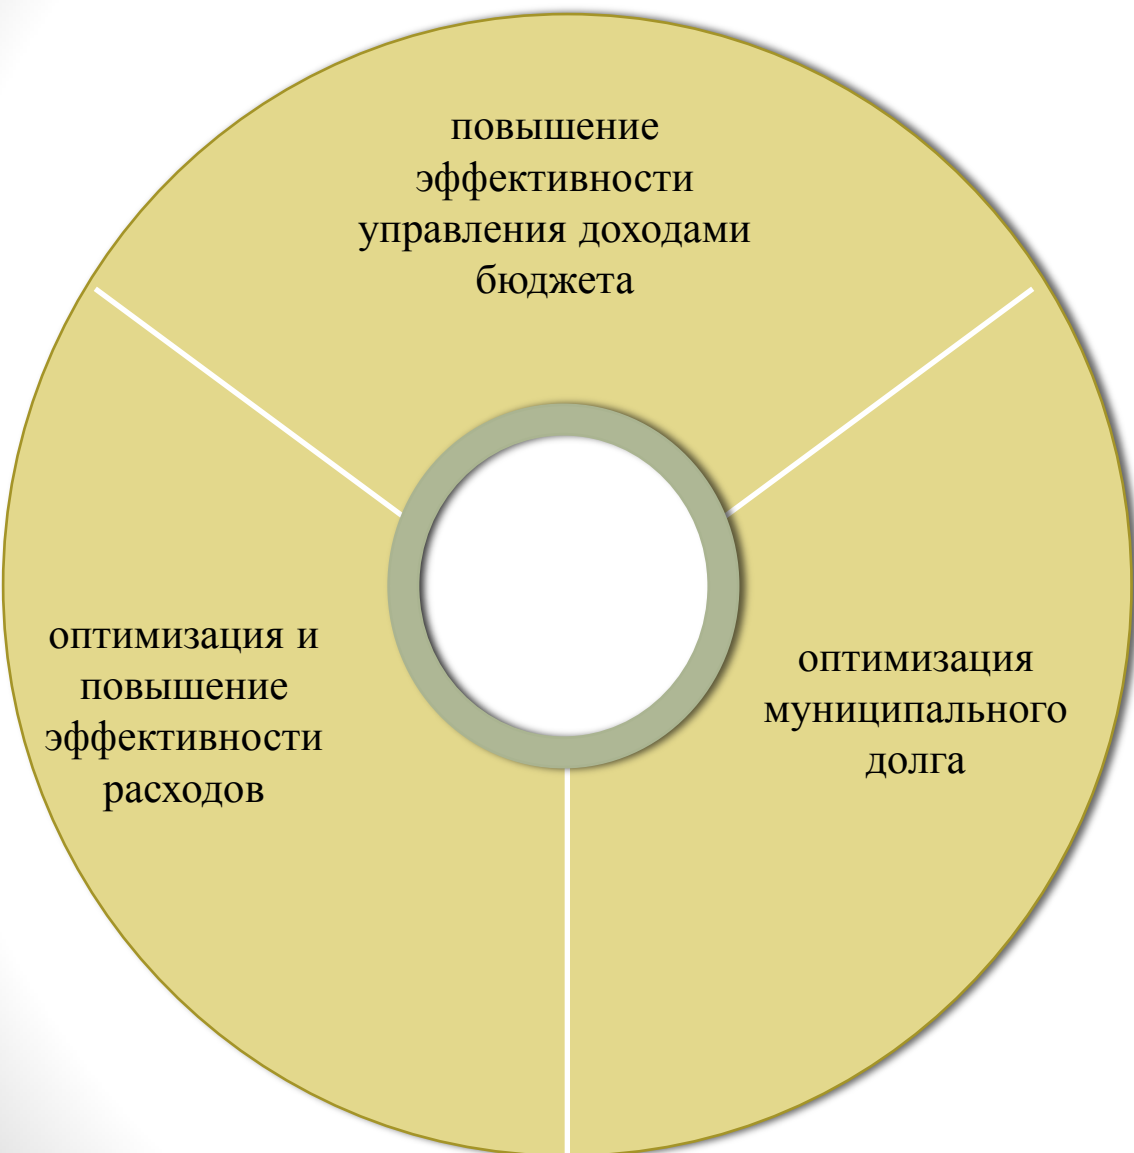 повышение
эффективности
управления доходами
бюджета
оптимизация и
повышение
эффективности
расходов
оптимизация
муниципального
долга